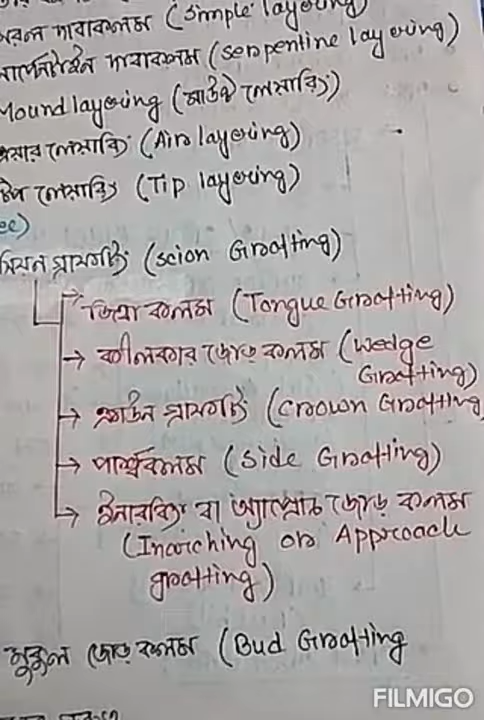 সরল দাবাকলম (simple layering)
সার্পেনটাইন দাবাকলম (serpentine layering)
Mound layering (মাউন্ড লেয়ারিং)
এয়ার লেয়ারিং (Air layering)
টিপ লেয়ারিং (Tip layering)
সিয়ন গ্রাফটিং (scion Grafting)
জিহ্বা কলম (Tongue Grafting)
→ কীলকাকার জোড় কলম (wedge
Grafting)
→ ক্রাউন গ্রাফটিং (Crown Grafting
→ পার্শ্বকলম (Side Grafting)
→ ইনারচিং বা অ্যাপ্রোচ জোড় কলম
(Inarching or Approach
grafting)
মুকুল জোড় কলম (Bud Grafting
FILMIGO